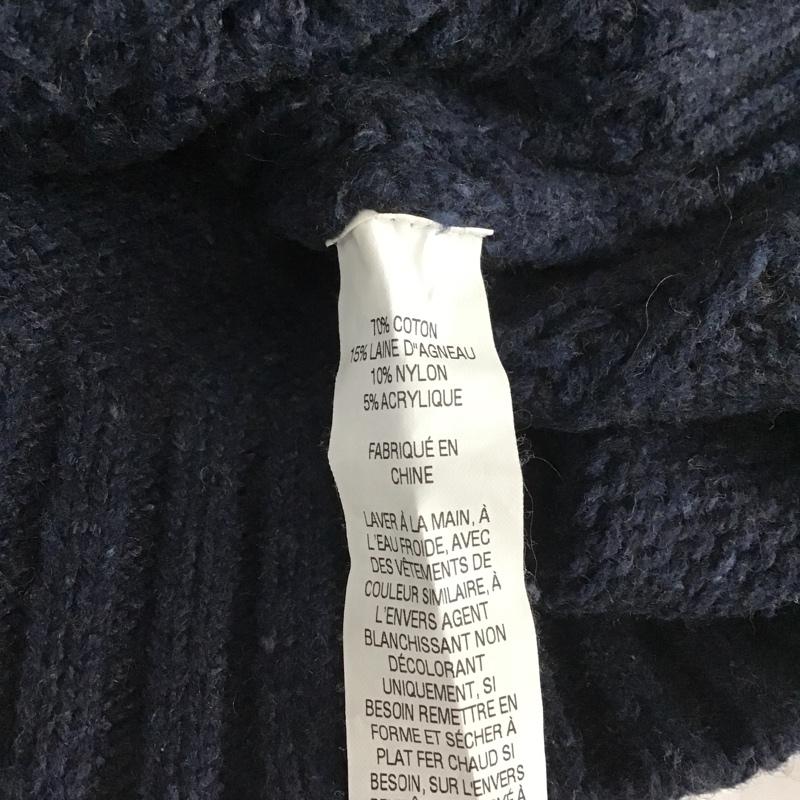 70% COTON
15% LAINE D"AGNEAU
10% NYLON
5% ACRYLIQUE
FABRIQUÉ EN
CHINE
LAVER À LA MAIN, À
L'EAU FROIDE, AVEC
DES VÊTEMENTS DE
COULEUR SIMILAIRE, À
L'ENVERS AGENT
BLANCHISSANT NON
DÉCOLORANT
UNIQUEMENT, SI
BESOIN REMETTRE EN
FORME ET SÉCHER À
PLAT FER CHAUD SI
BESOIN, SUR L'ENVERS